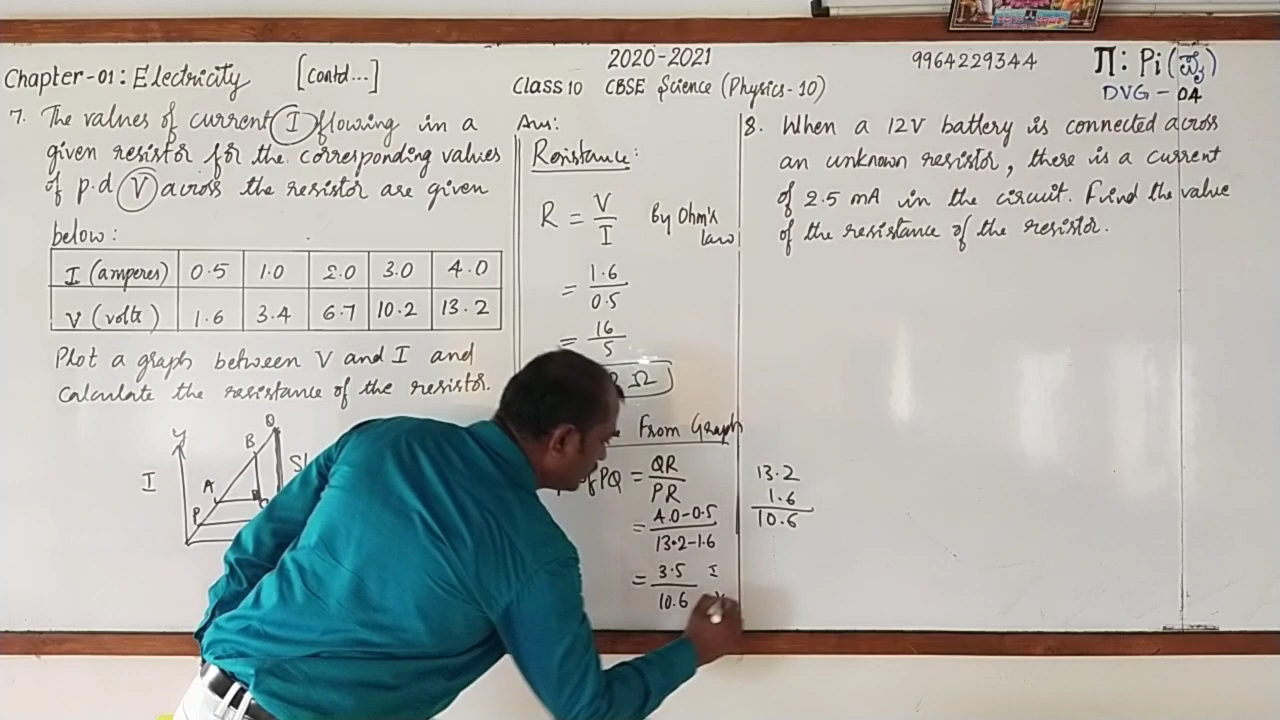 2020-2021
9964229344
Π: Pi (ವೃ)
Chapter-01: Electricity [contd...]
Class 10 CBSE Science (Physics-10)
DVG-04
7. The values of current I flowing in a
given resistor for the corresponding values
of p.d V across the resistor are given
below:
I (amperes) 0.5 1.0 2.0 3.0 4.0
V (volts) 1.6 3.4 6.7 10.2 13.2
Plot a graph between V and I and
Calculate the resistance of the resistor.
Y
I
Q
B
A
P
Ans:
Resistance:
R = V/I By Ohm's
law
= 1.6/0.5
= 16/5
Ω
From Graph
of PQ = QR/PR
= 4.0-0.5/13.2-1.6
= 3.5/10.6 I
8. When a 12V battery is connected across
an unknown resistor, there is a current
of 2.5 mA in the circuit. Find the value
of the resistance of the resistor.
13.2
1.6
10.6